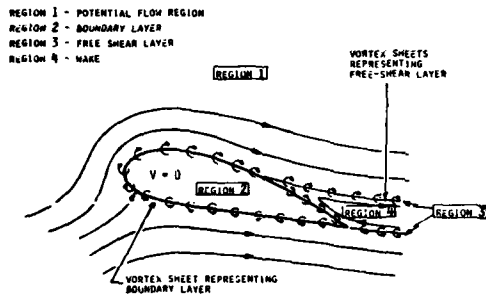 REGION 1 - POTENTIAL FLOW REGION
REGION 2 - BOUNDARY LAYER
REGION 3 - FREE SHEAR LAYER
REGION 4 - WAKE
REGION 1
VORTEX SHEETS
REPRESENTING
FREE-SHEAR LAYER
V = 0
REGION 2
REGION 4
REGION 3
VORTEX SHEET REPRESENTING
BOUNDARY LAYER